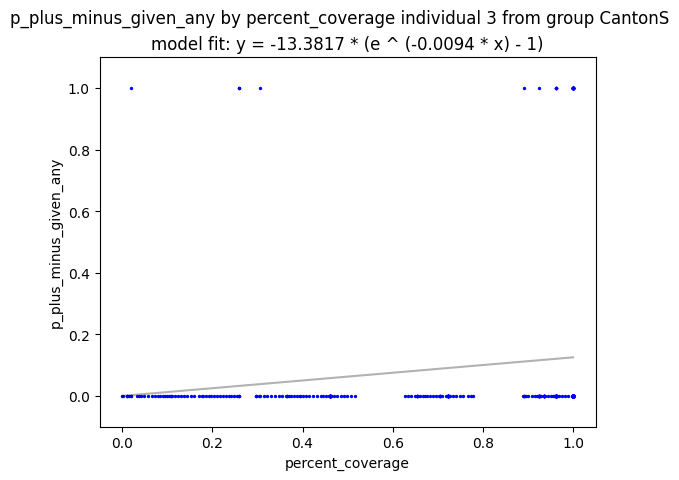 p_plus_minus_given_any by percent_coverage individual 3 from group CantonS
model fit: y = -13.3817 * (e ^ (-0.0094 * x) - 1)
1.0
0.8
0.6
0.4
0.2
0.0
p_plus_minus_given_any
0.0 0.2 0.4 0.6 0.8 1.0
percent_coverage